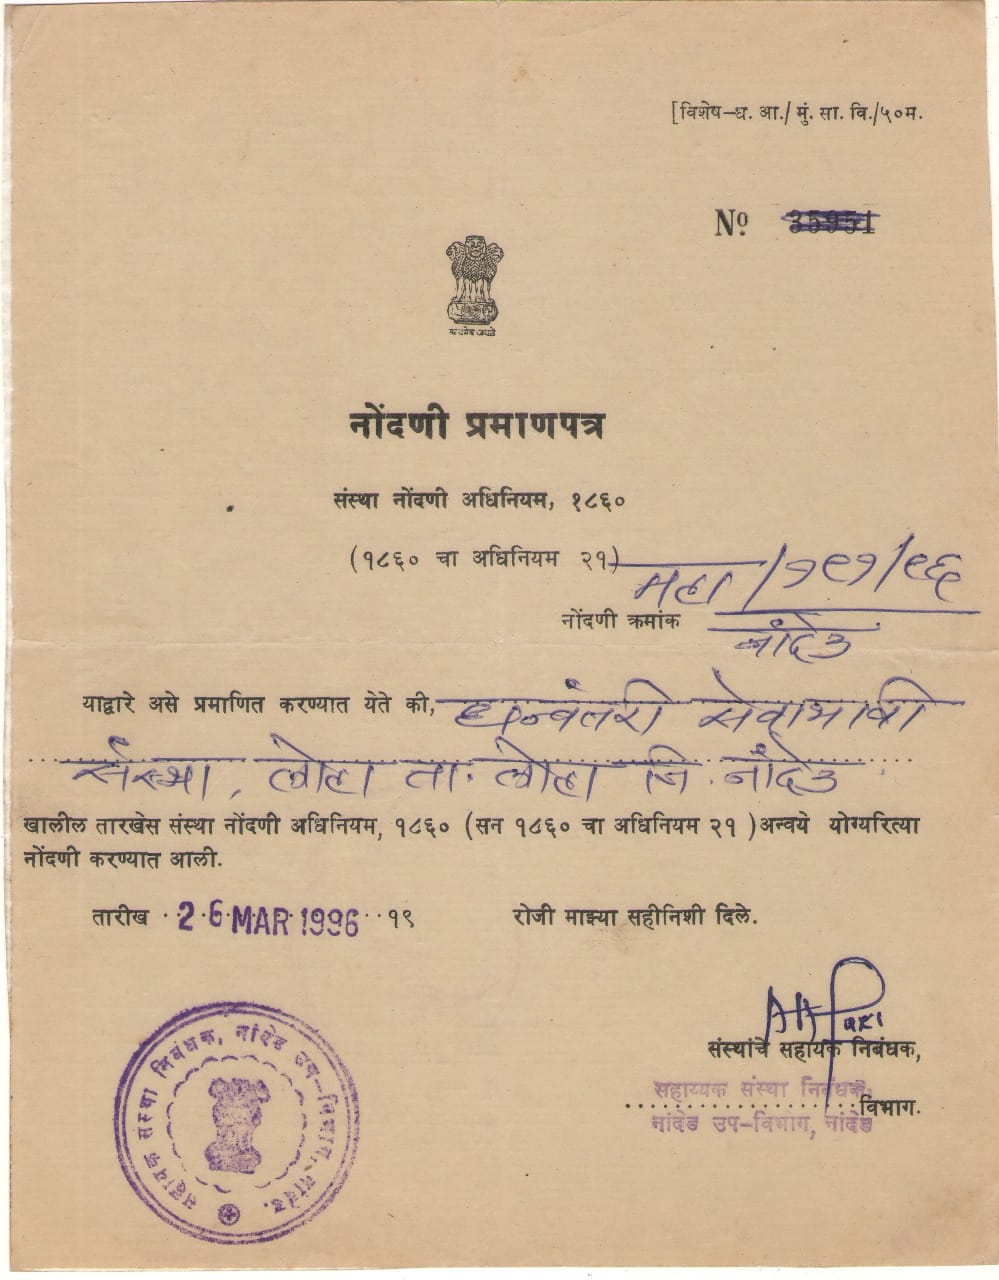 [विशेष-ध. आ./ मुं. सा. वि./५०म.
Nº. 35951
सत्यमेव जयते
नोंदणी प्रमाणपत्र
संस्था नोंदणी अधिनियम, १८६०
(१८६० चा अधिनियम २१)
नोंदणी क्रमांक महा/७९७/९६
नांदेड
याद्वारे असे प्रमाणित करण्यात येते की, धन्वंतरी सेवाभावी
संस्था, लोहा ता. लोहा जि. नांदेड
खालील तारखेस संस्था नोंदणी अधिनियम, १८६० (सन १८६० चा अधिनियम २१ )अन्वये योग्यरित्या
नोंदणी करण्यात आली.
तारीख 26 MAR 1996 १९ रोजी माझ्या सहीनिशी दिले.
संस्थांचे सहायक निबंधक,
सहाय्यक संस्था निबंधक,
विभाग.
नांदेड उप-विभाग, नांदेड
सहायक संस्था निबंधक, नांदेड उप-विभाग, नांदेड.